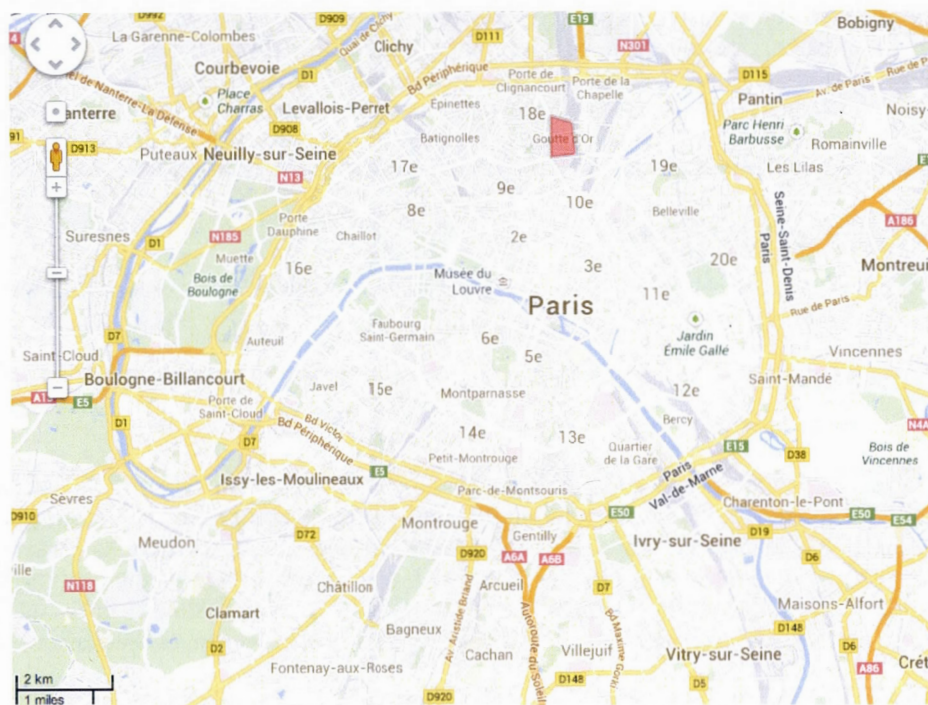 D992
D909
La Garenne-Colombes
Quai de Clichy
Clichy
D111
E19
N301
Bobigny
Courbevoie
D1
Bd Périphérique
Porte de
Clignancourt
Porte de la
Chapelle
D115
Place
Charras
Levallois-Perret
Épinettes
18e
Pantin
Av. de Paris
Noisy-
anterre
D908
Batignolles
Goutte d'Or
Parc Henri
Barbusse
Romainville
D913
Puteaux
Neuilly-sur-Seine
17e
19e
Les Lilas
N13
9e
10e
Belleville
Seine-Saint-Denis
Paris
A186
Suresnes
D1
N185
Porte
Dauphine
8e
Chaillot
2e
Muette
16e
3e
20e
Montreui
Bois de
Boulogne
Musée du
Louvre
11e
Rue de Paris
Paris
D7
Auteuil
Faubourg
Saint-Germain
6e
5e
Jardin
Émile Gallé
Vincennes
Saint-Cloud
Boulogne-Billancourt
Saint-Mandé
E5
Javel
15e
Montparnasse
12e
Porte de
Saint-Cloud
Bercy
N4A
D1
D7
Bd Victor
Bd Périphérique
14e
13e
Quartier
de la Gare
E15
D38
Bois de
Vincennes
Petit-Montrouge
Paris
Val-de-Marne
E5
Issy-les-Moulineaux
Parc-de-Montsouris
Sèvres
Charenton-le-Pont
D910
Montrouge
E50
E50
E54
D72
D920
A6A
A6B
Gentilly
Ivry-sur-Seine
D19
Meudon
D6
ville
N118
Châtillon
Arcueil
D7
Clamart
Av. Aristide Briand
Autoroute du Soleil
Bd Maxime Gorki
Maisons-Alfort
Bagneux
D148
D2
Cachan
Villejuif
Vitry-sur-Seine
D6
Crét
Fontenay-aux-Roses
A86
2 km
D148
D5
1 miles
D920